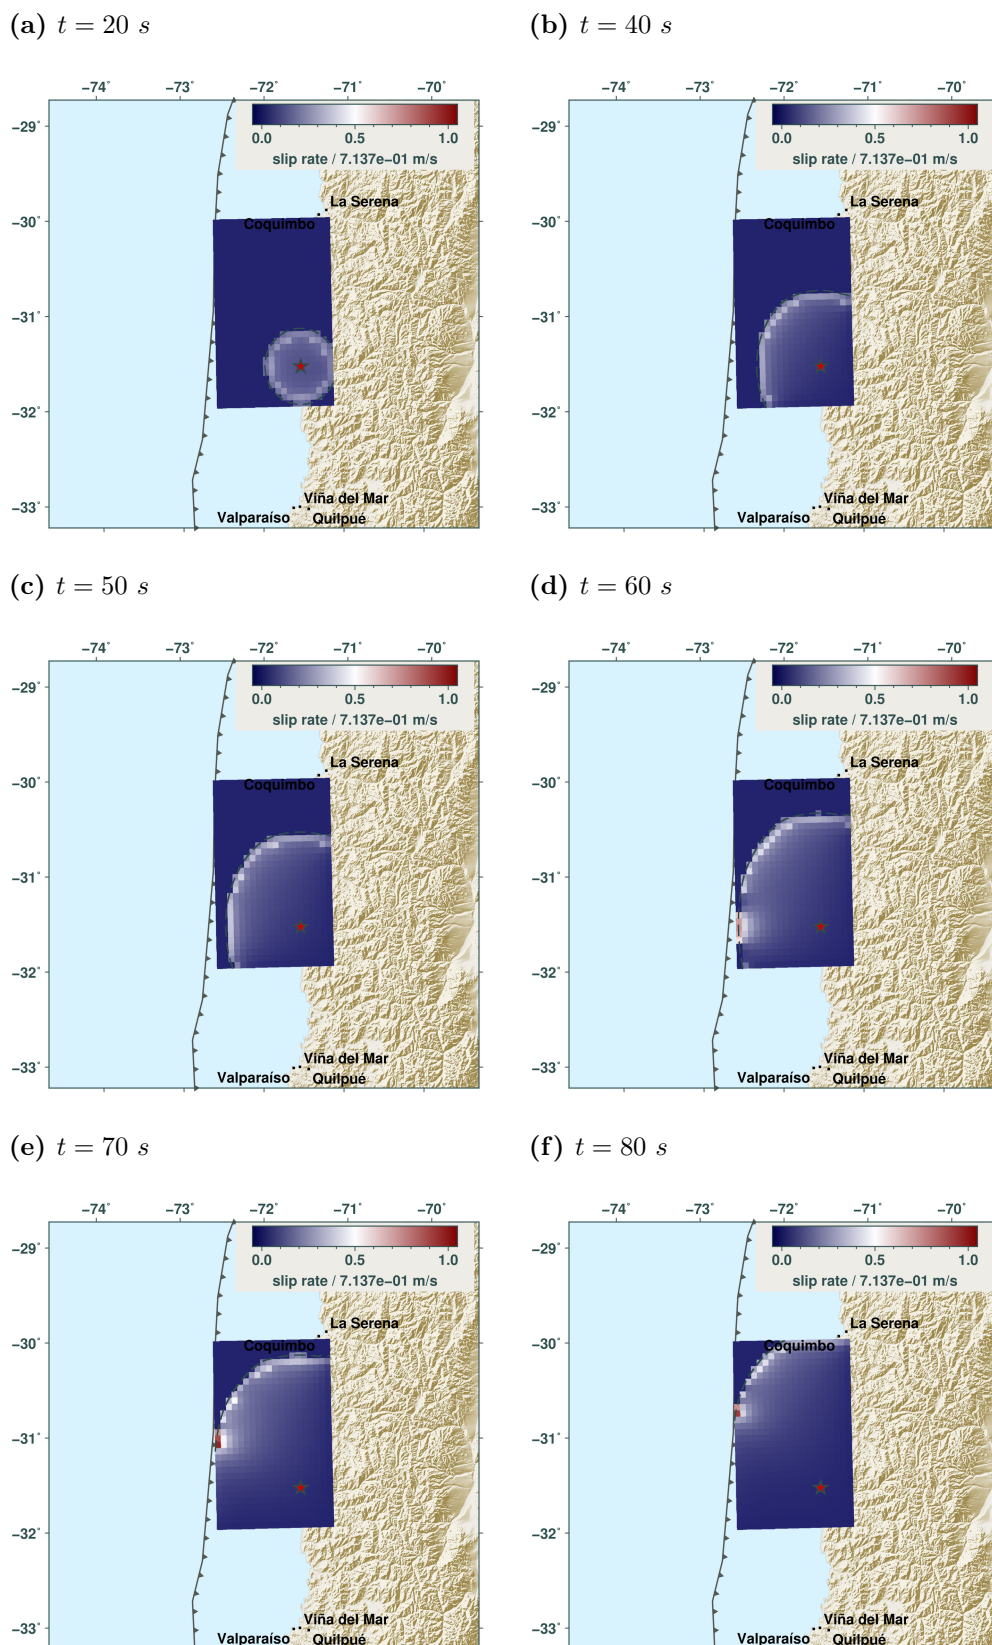 (a) t = 20 s
(b) t = 40 s
−74° −73 −72 −71 −70
−74° −73 −72 −71 −70
−29
0.0 0.5 1.0
slip rate / 7.137e−01 m/s
−30
La Serena
Coquimbo
−31
−32
−33
Viña del Mar
Valparaíso Quilpué
−29
0.0 0.5 1.0
slip rate / 7.137e−01 m/s
−30
La Serena
Coquimbo
−31
−32
−33
Viña del Mar
Valparaíso Quilpué
(c) t = 50 s
(d) t = 60 s
−74° −73 −72 −71 −70
−74° −73 −72 −71 −70
−29
0.0 0.5 1.0
slip rate / 7.137e−01 m/s
−30
La Serena
Coquimbo
−31
−32
−33
Viña del Mar
Valparaíso Quilpué
−29
0.0 0.5 1.0
slip rate / 7.137e−01 m/s
−30
La Serena
Coquimbo
−31
−32
−33
Viña del Mar
Valparaíso Quilpué
(e) t = 70 s
(f) t = 80 s
−74° −73 −72 −71 −70
−74° −73 −72 −71 −70
−29
0.0 0.5 1.0
slip rate / 7.137e−01 m/s
−30
La Serena
Coquimbo
−31
−32
−33
Viña del Mar
Valparaíso Quilpué
−29
0.0 0.5 1.0
slip rate / 7.137e−01 m/s
−30
La Serena
Coquimbo
−31
−32
−33
Viña del Mar
Valparaíso Quilpué